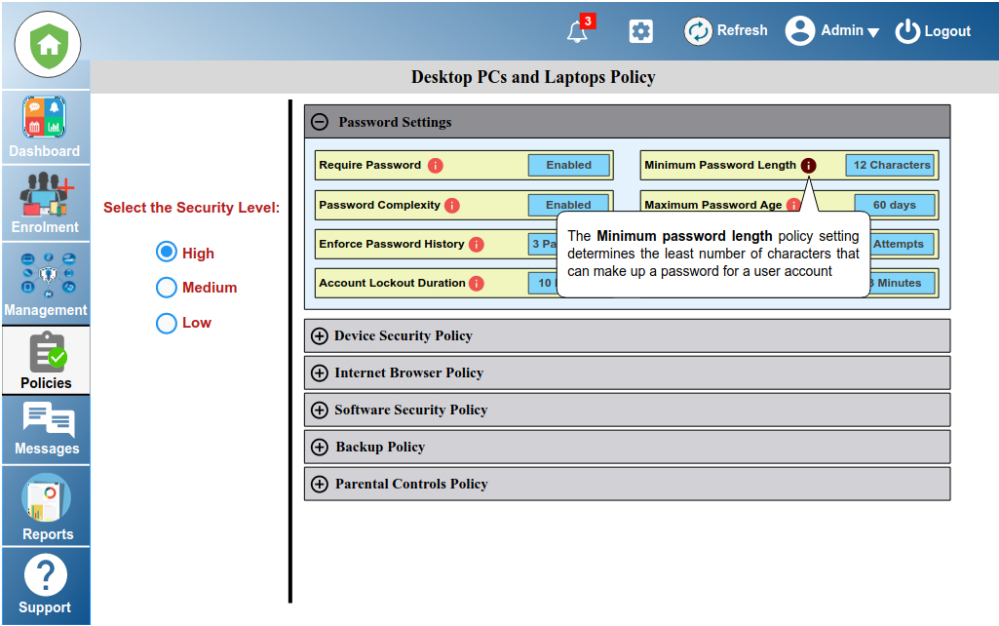 3
Refresh
Admin
Logout
Desktop PCs and Laptops Policy
Dashboard
Enrolment
Management
Policies
Messages
Reports
Support
Select the Security Level:
High
Medium
Low
Password Settings
Require Password Enabled
Minimum Password Length 12 Characters
Password Complexity Enabled
Maximum Password Age 60 days
Enforce Password History 3
Attempts
Account Lockout Duration 10
Minutes
The Minimum password length policy setting
determines the least number of characters that
can make up a password for a user account
Device Security Policy
Internet Browser Policy
Software Security Policy
Backup Policy
Parental Controls Policy